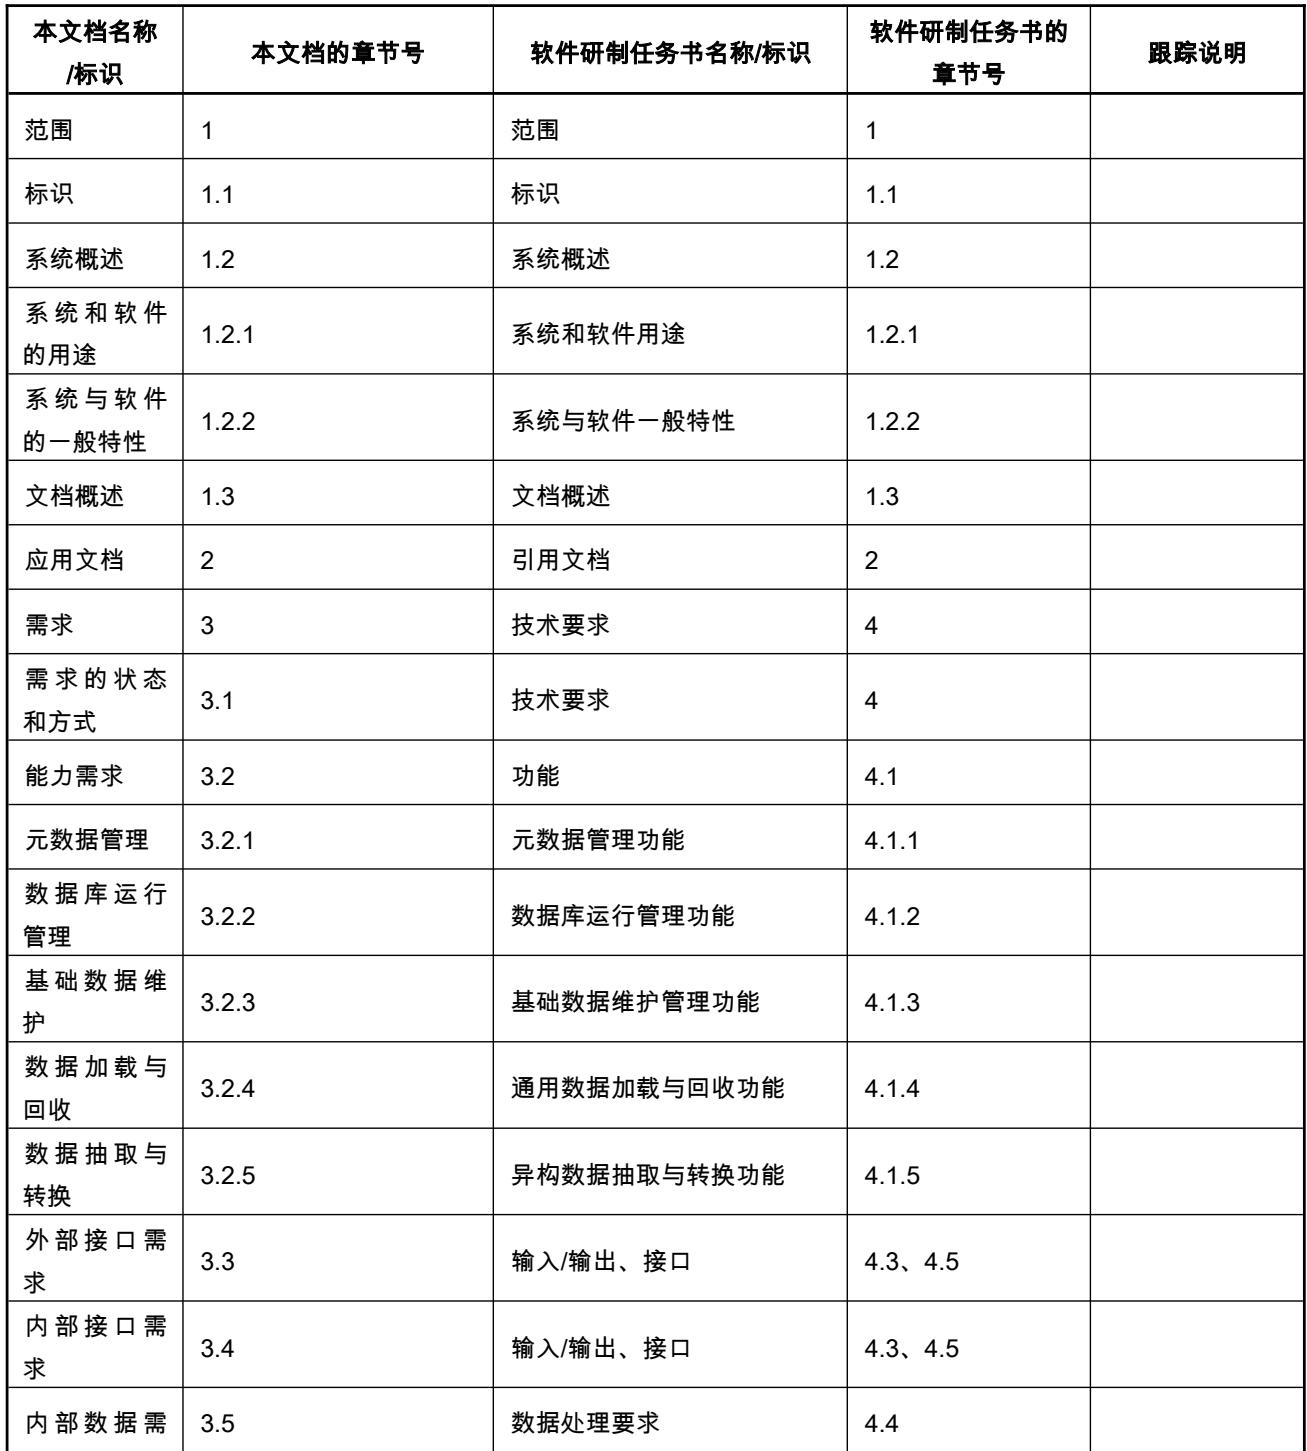 本文档名称/标识 本文档的章节号 软件研制任务书名称/标识 软件研制任务书的章节号 跟踪说明
范围 1 范围 1
标识 1.1 标识 1.1
系统概述 1.2 系统概述 1.2
系统和软件的用途 1.2.1 系统和软件用途 1.2.1
系统与软件的一般特性 1.2.2 系统与软件一般特性 1.2.2
文档概述 1.3 文档概述 1.3
应用文档 2 引用文档 2
需求 3 技术要求 4
需求的状态和方式 3.1 技术要求 4
能力需求 3.2 功能 4.1
元数据管理 3.2.1 元数据管理功能 4.1.1
数据库运行管理 3.2.2 数据库运行管理功能 4.1.2
基础数据维护 3.2.3 基础数据维护管理功能 4.1.3
数据加载与回收 3.2.4 通用数据加载与回收功能 4.1.4
数据抽取与转换 3.2.5 异构数据抽取与转换功能 4.1.5
外部接口需求 3.3 输入/输出、接口 4.3、4.5
内部接口需求 3.4 输入/输出、接口 4.3、4.5
内部数据需 3.5 数据处理要求 4.4